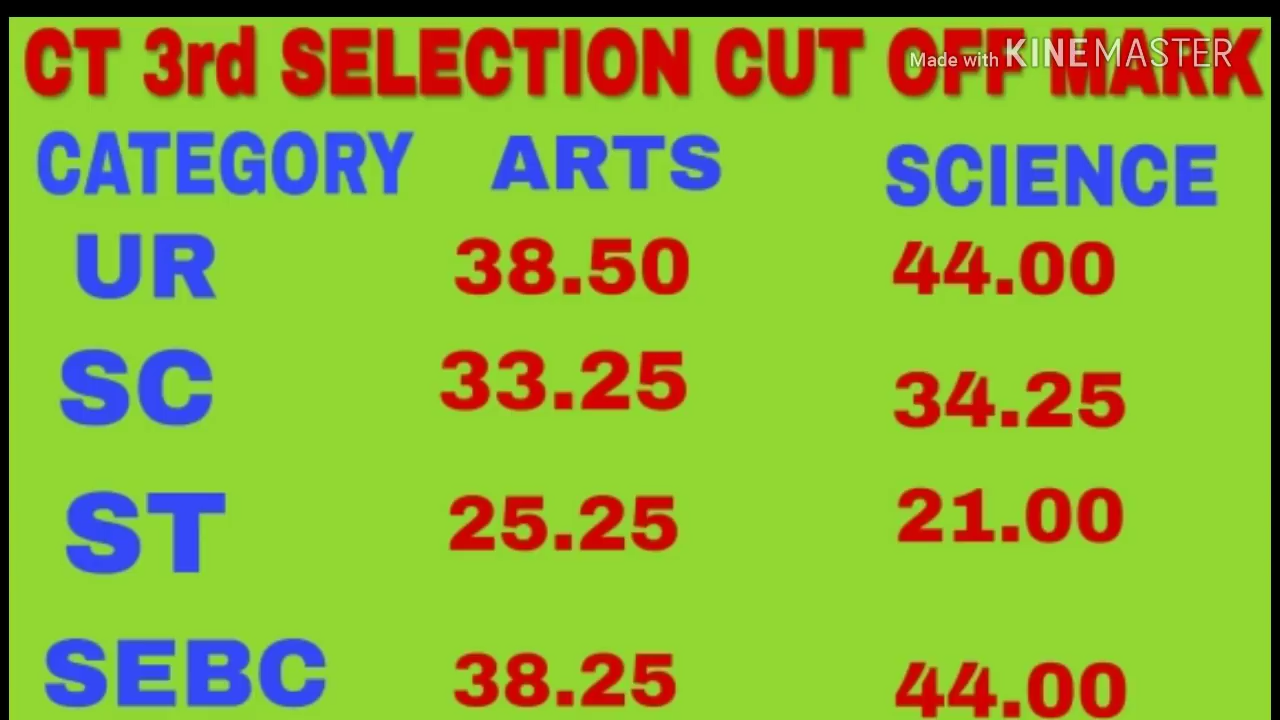 CT 3rd SELECTION CUT OFF MARK
Made with KINEMASTER
CATEGORY ARTS SCIENCE
UR 38.50 44.00
SC 33.25 34.25
ST 25.25 21.00
SEBC 38.25 44.00